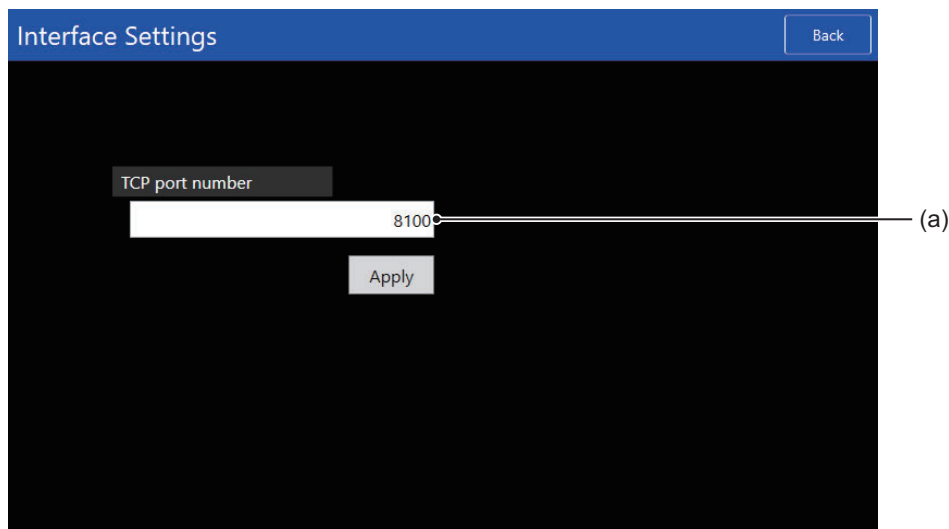 Interface Settings
Back
TCP port number
8100
(a)
Apply